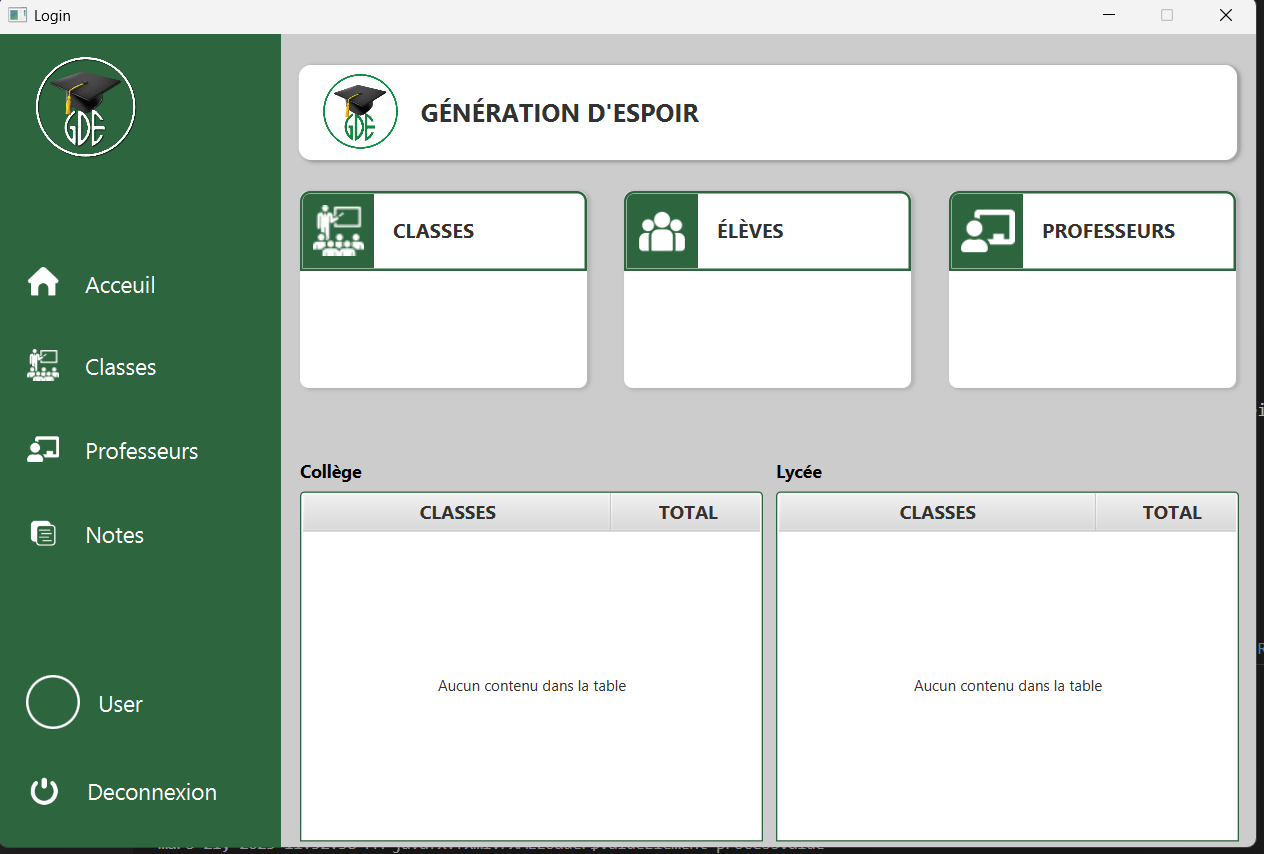 Login
GDE
GDE
GÉNÉRATION D'ESPOIR
CLASSES
ÉLÈVES
PROFESSEURS
Acceuil
Classes
Professeurs
Notes
User
Deconnexion
Collège
Lycée
CLASSES TOTAL
CLASSES TOTAL
Aucun contenu dans la table
Aucun contenu dans la table